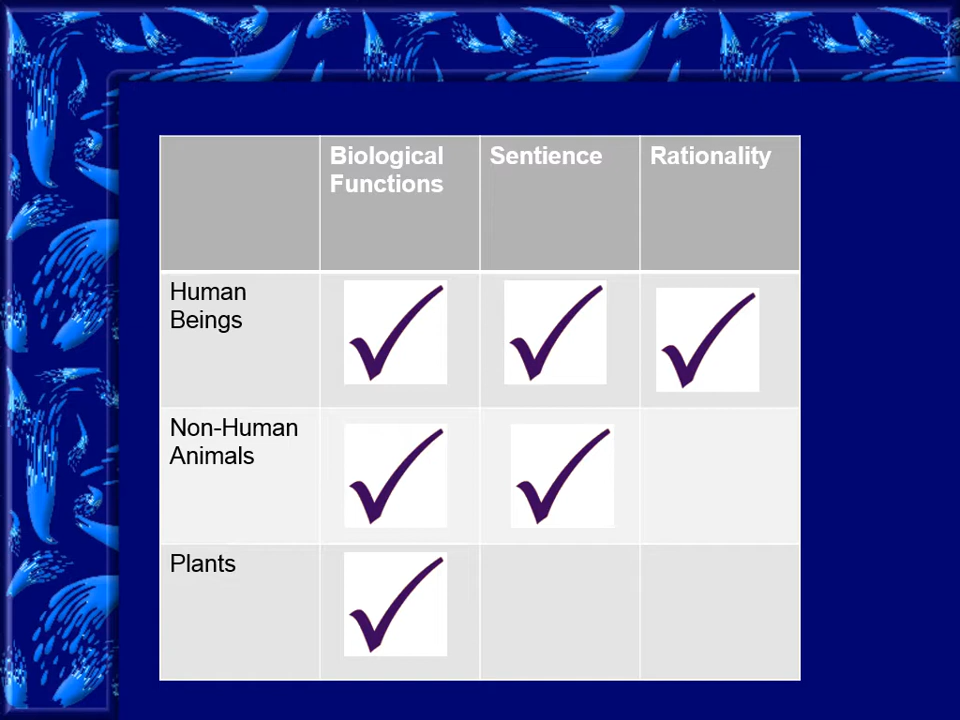 Biological
Functions
Sentience
Rationality
Human
Beings
Non-Human
Animals
Plants